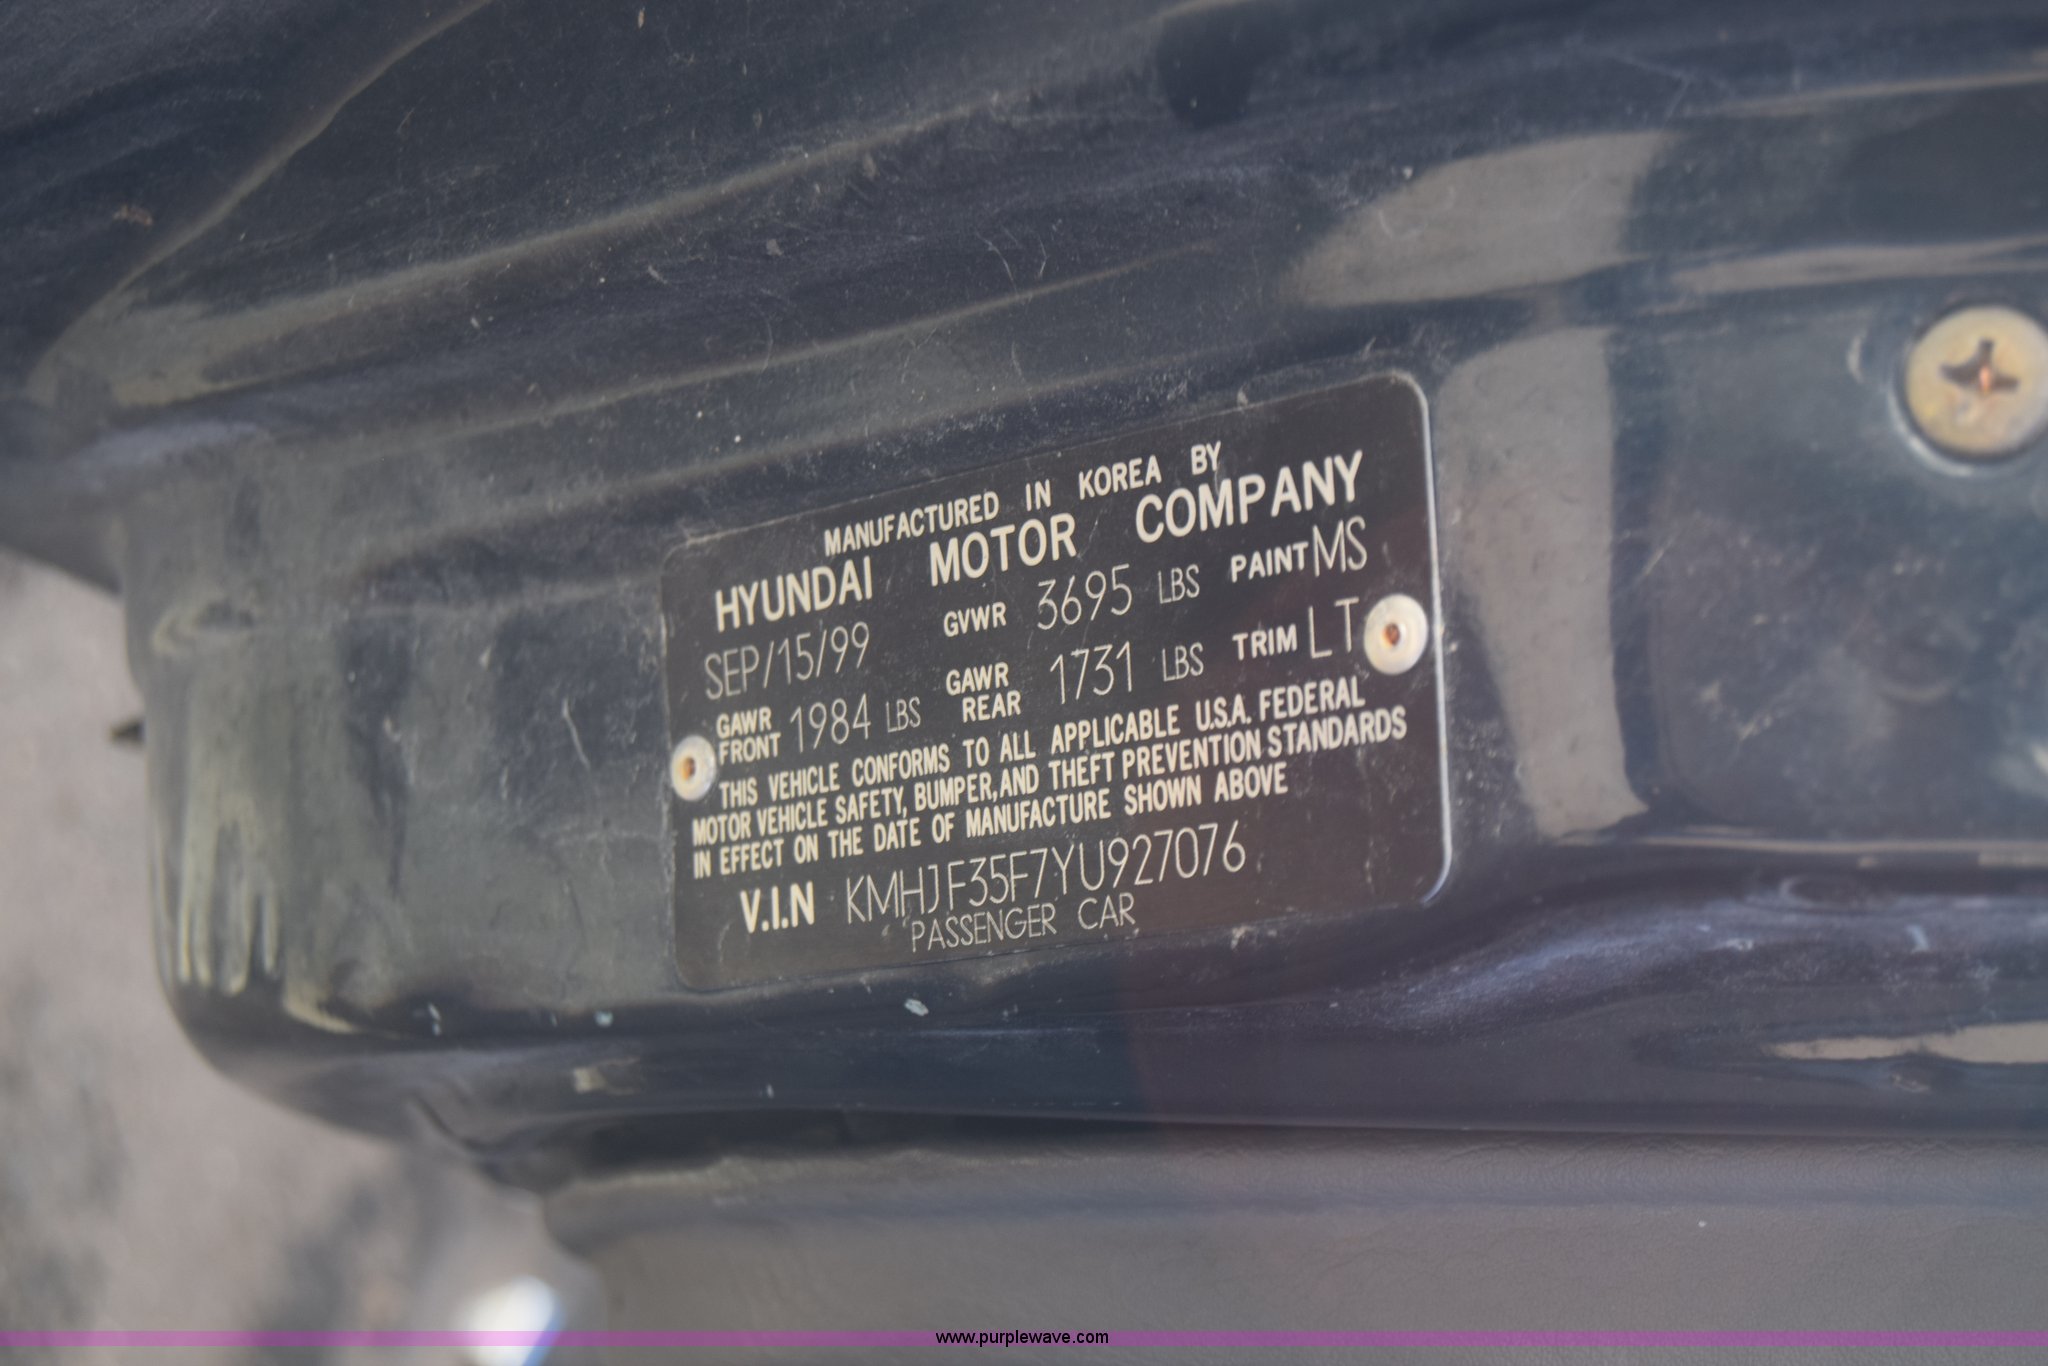 MANUFACTURED IN KOREA BY
HYUNDAI MOTOR COMPANY
SEP/15/99 GVWR 3695 LBS PAINT MS
GAWR FRONT 1984 LBS GAWR REAR 1731 LBS TRIM LT
THIS VEHICLE CONFORMS TO ALL APPLICABLE U.S.A. FEDERAL
MOTOR VEHICLE SAFETY, BUMPER, AND THEFT PREVENTION STANDARDS
IN EFFECT ON THE DATE OF MANUFACTURE SHOWN ABOVE
V.I.N KMHJF35F7YU927076
PASSENGER CAR
www.purplewave.com